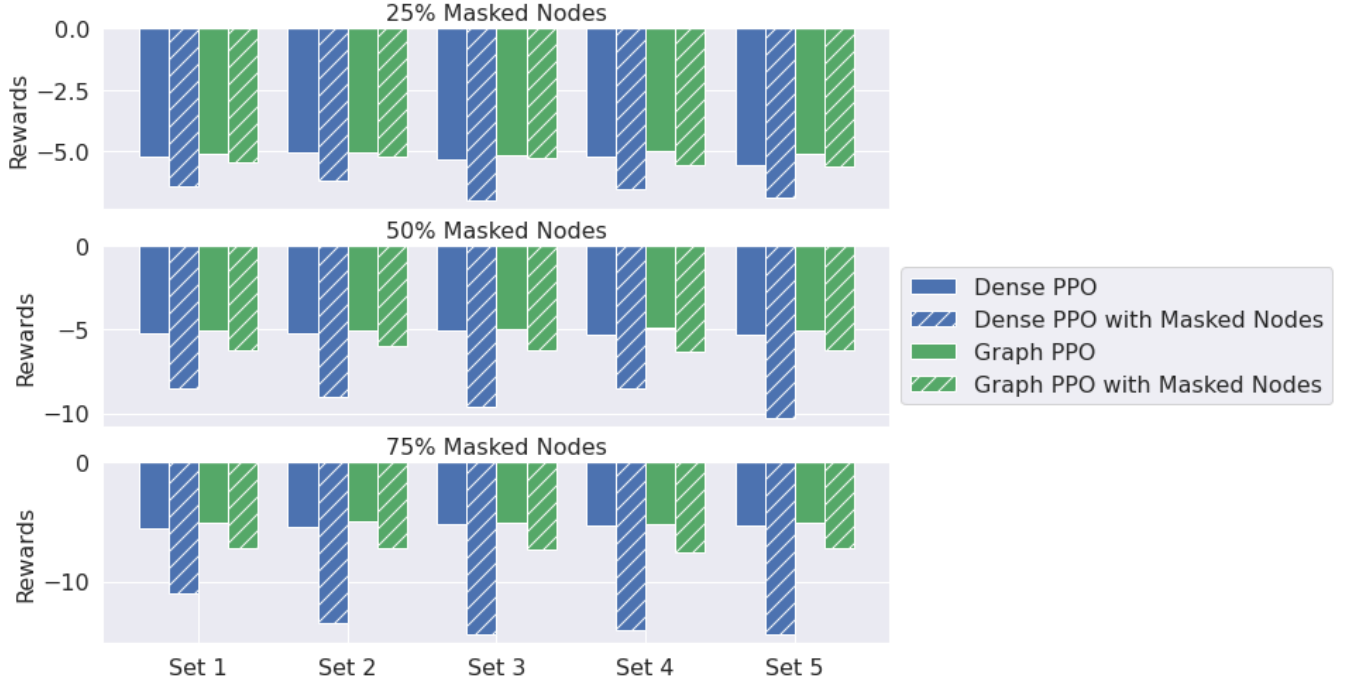 25% Masked Nodes
0.0
−2.5
−5.0
Rewards
50% Masked Nodes
0
−5
−10
Rewards
Dense PPO
Dense PPO with Masked Nodes
Graph PPO
Graph PPO with Masked Nodes
75% Masked Nodes
0
−10
Rewards
Set 1 Set 2 Set 3 Set 4 Set 5